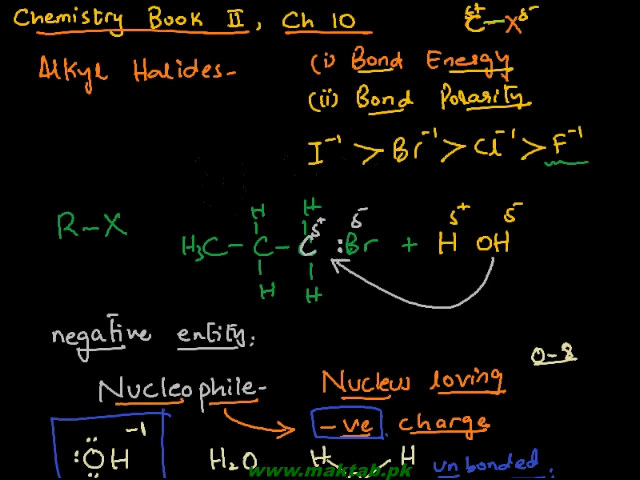 Chemistry Book II, Ch 10
δ+ δ-
C-X
Alkyl Halides-
(i) Bond Energy
(ii) Bond Polarity
I-1 > Br-1 > Cl-1 > F-1
R-X
H H
δ+ δ- δ+ δ-
H3C-C-C :Br + H OH
H H
negative entity:
O-8
Nucleophile- Nucleus loving
-ve charge
:ÖH-1 H2O H H unbonded.
www.maktab.pk